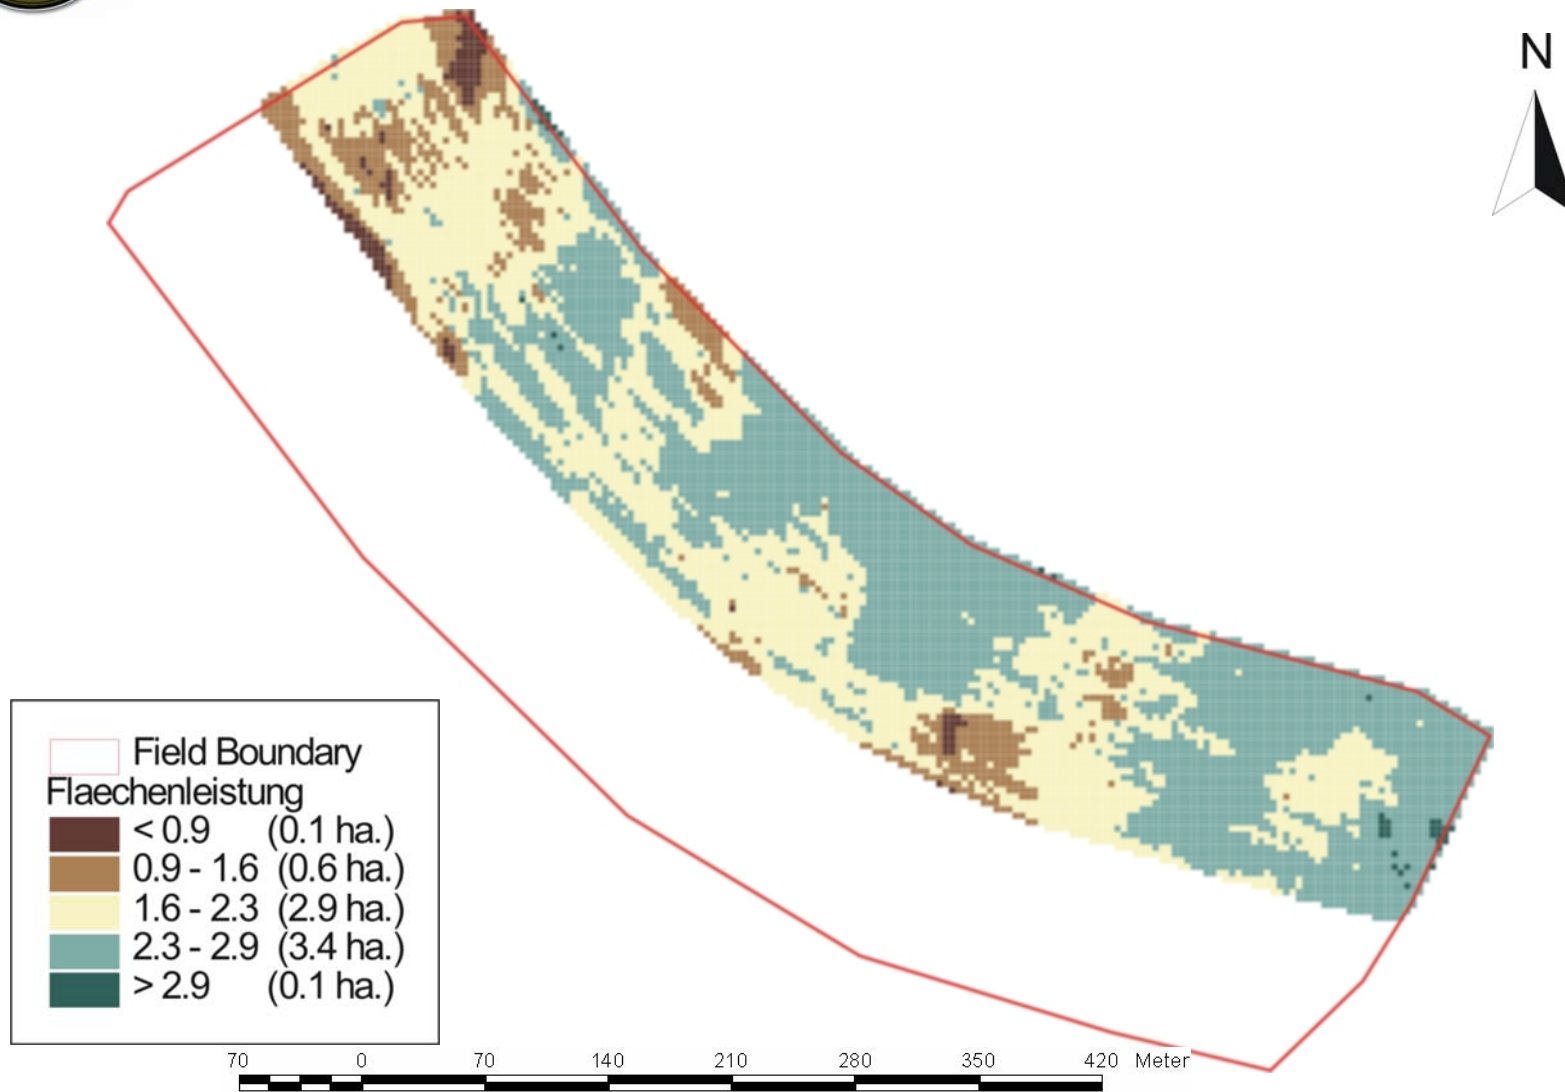 N
Field Boundary
Flaechenleistung
< 0.9 (0.1 ha.)
0.9 - 1.6 (0.6 ha.)
1.6 - 2.3 (2.9 ha.)
2.3 - 2.9 (3.4 ha.)
> 2.9 (0.1 ha.)
70 0 70 140 210 280 350 420 Meter